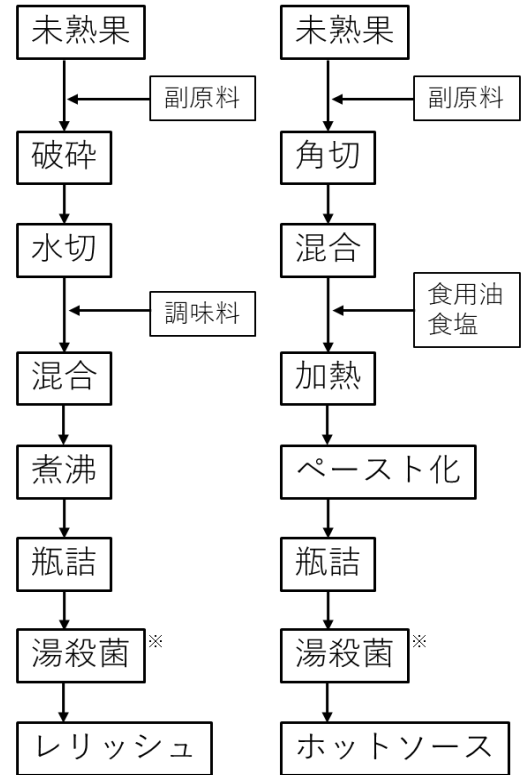 未熟果
副原料
破砕
水切
調味料
混合
煮沸
瓶詰
湯殺菌※
レリッシュ
未熟果
副原料
角切
混合
食用油
食塩
加熱
ペースト化
瓶詰
湯殺菌※
ホットソース